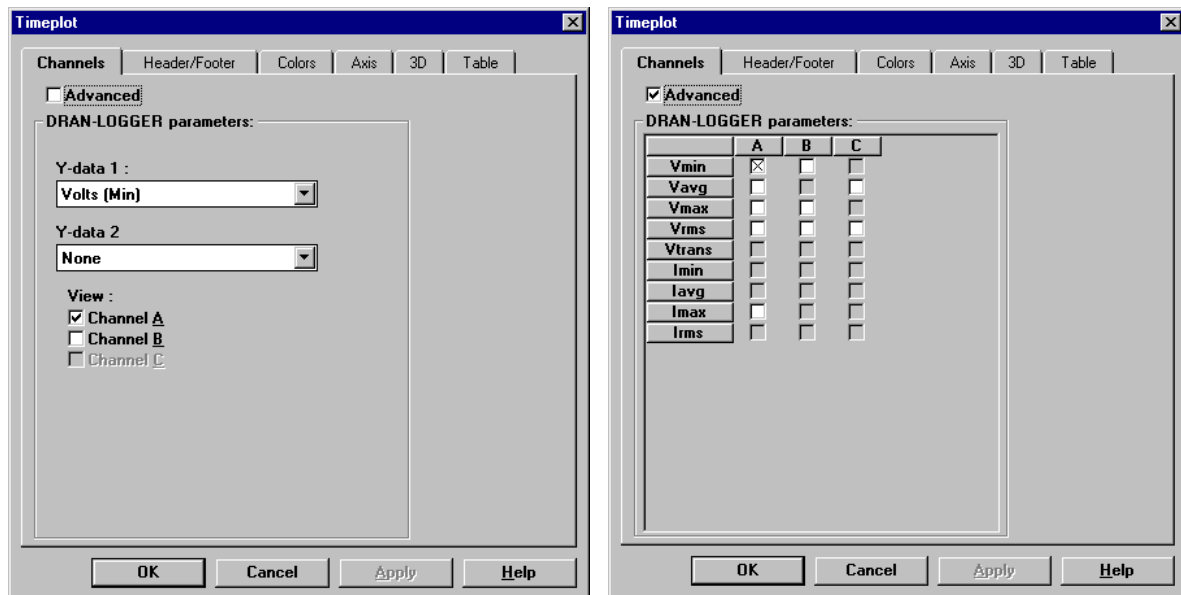 Timeplot
Channels Header/Footer Colors Axis 3D Table
Advanced
DRAN-LOGGER parameters:
Y-data 1 :
Volts (Min)
Y-data 2
None
View :
Channel A
Channel B
Channel C
OK Cancel Apply Help
Timeplot
Channels Header/Footer Colors Axis 3D Table
Advanced
DRAN-LOGGER parameters:
A B C
Vmin
Vavg
Vmax
Vrms
Vtrans
Imin
Iavg
Imax
Irms
OK Cancel Apply Help